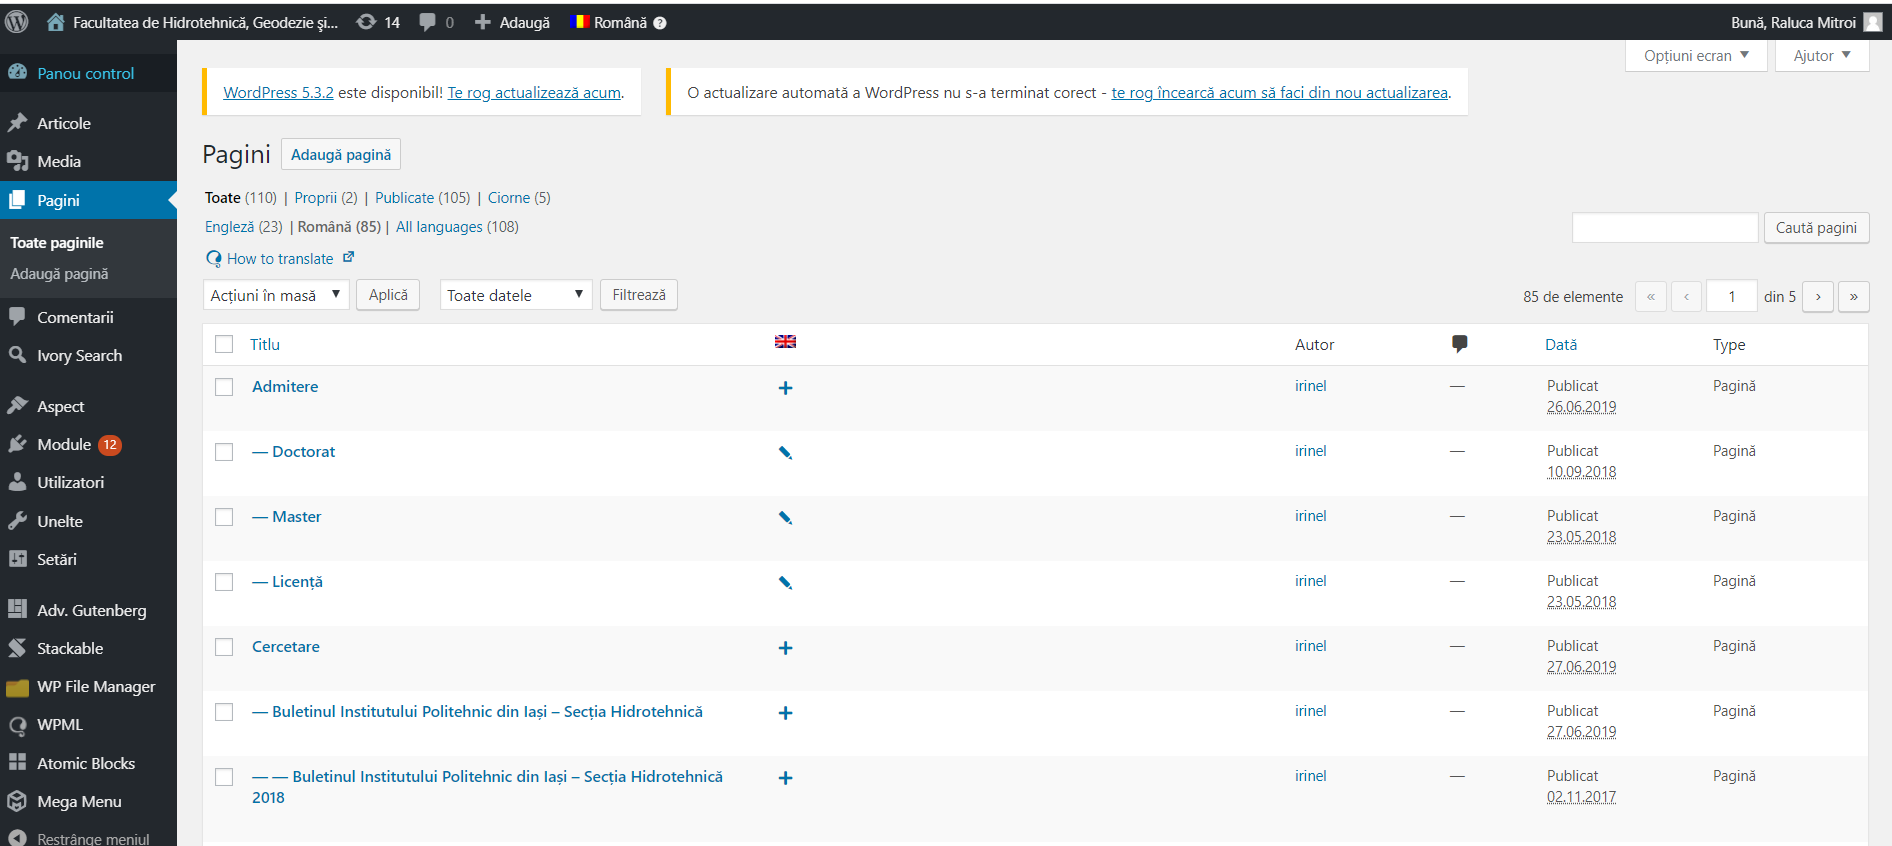 Facultatea de Hidrotehnică, Geodezie şi... 14 0 Adaugă Română Bună, Raluca Mitroi
Opțiuni ecran ▼ Ajutor ▼
Panou control
Articole
Media
Pagini
Toate paginile
Adaugă pagină
Comentarii
Ivory Search
Aspect
Module 12
Utilizatori
Unelte
Setări
Adv. Gutenberg
Stackable
WP File Manager
WPML
Atomic Blocks
Mega Menu
Restrânge meniul
WordPress 5.3.2 este disponibil! Te rog actualizează acum.
O actualizare automată a WordPress nu s-a terminat corect - te rog încearcă acum să faci din nou actualizarea.
Pagini Adaugă pagină
Toate (110) | Proprii (2) | Publicate (105) | Ciorne (5)
Engleză (23) | Română (85) | All languages (108)
Caută pagini
How to translate
Acțiuni în masă ▼ Aplică Toate datele ▼ Filtrează 85 de elemente « ‹ 1 din 5 › »
Titlu Autor Dată Type
Admitere irinel — Publicat Pagină
26.06.2019
— Doctorat irinel — Publicat Pagină
10.09.2018
— Master irinel — Publicat Pagină
23.05.2018
— Licență irinel — Publicat Pagină
23.05.2018
Cercetare irinel — Publicat Pagină
27.06.2019
— Buletinul Institutului Politehnic din Iași – Secția Hidrotehnică irinel — Publicat Pagină
27.06.2019
— — Buletinul Institutului Politehnic din Iași – Secția Hidrotehnică irinel — Publicat Pagină
2018 02.11.2017